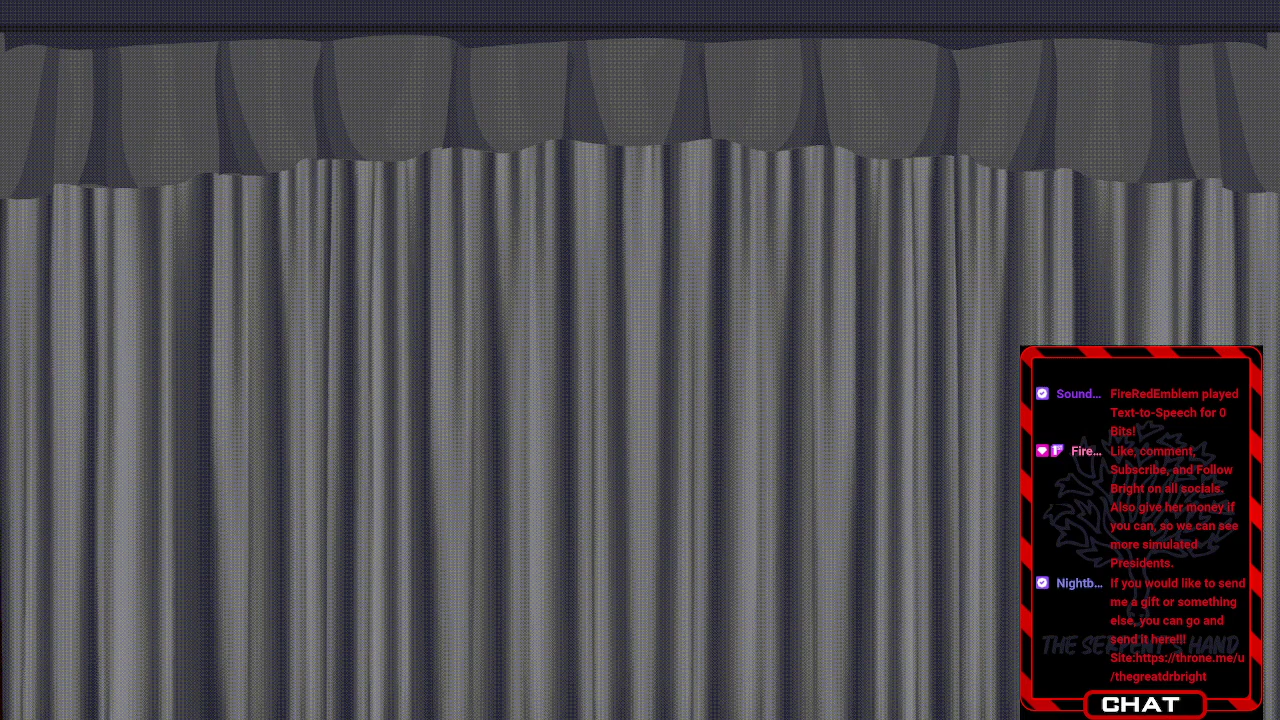 Sound... FireRedEmblem played
Text-to-Speech for 0
Bits!
Fire... Like, comment,
Subscribe, and Follow
Bright on all socials.
Also give her money if
you can, so we can see
more simulated
Presidents.
Nightb... If you would like to send
me a gift or something
else, you can go and
send it here!!!
THE SERPENT'S HAND
Site:https://throne.me/u
/thegreatdrbright
CHAT